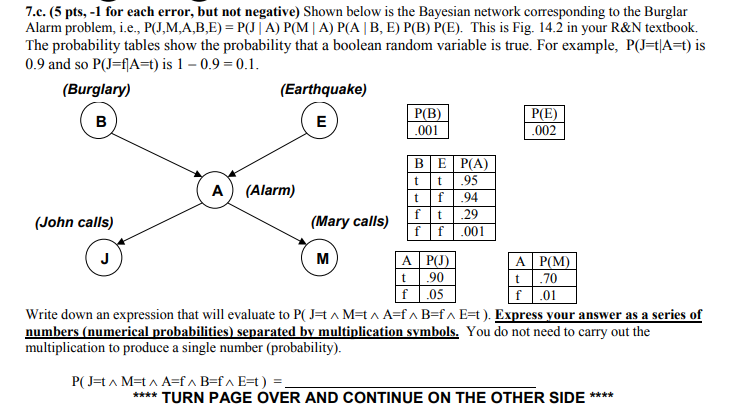 7.c. (5 pts, -1 for each error, but not negative) Shown below is the Bayesian network corresponding to the Burglar
Alarm problem, i.e., P(J,M,A,B,E) = P(J | A) P(M | A) P(A | B, E) P(B) P(E). This is Fig. 14.2 in your R&N textbook.
The probability tables show the probability that a boolean random variable is true. For example, P(J=t|A=t) is
0.9 and so P(J=f|A=t) is 1 – 0.9 = 0.1.
(Burglary) (Earthquake)
B E
P(B) P(E)
.001 .002
B E P(A)
t t .95
t f .94
f t .29
f f .001
A (Alarm)
(John calls) (Mary calls)
J M
A P(J) A P(M)
t .90 t .70
f .05 f .01
Write down an expression that will evaluate to P( J=t ∧ M=t ∧ A=f ∧ B=f ∧ E=t ). Express your answer as a series of
numbers (numerical probabilities) separated by multiplication symbols. You do not need to carry out the
multiplication to produce a single number (probability).
P( J=t ∧ M=t ∧ A=f ∧ B=f ∧ E=t ) =
**** TURN PAGE OVER AND CONTINUE ON THE OTHER SIDE ****